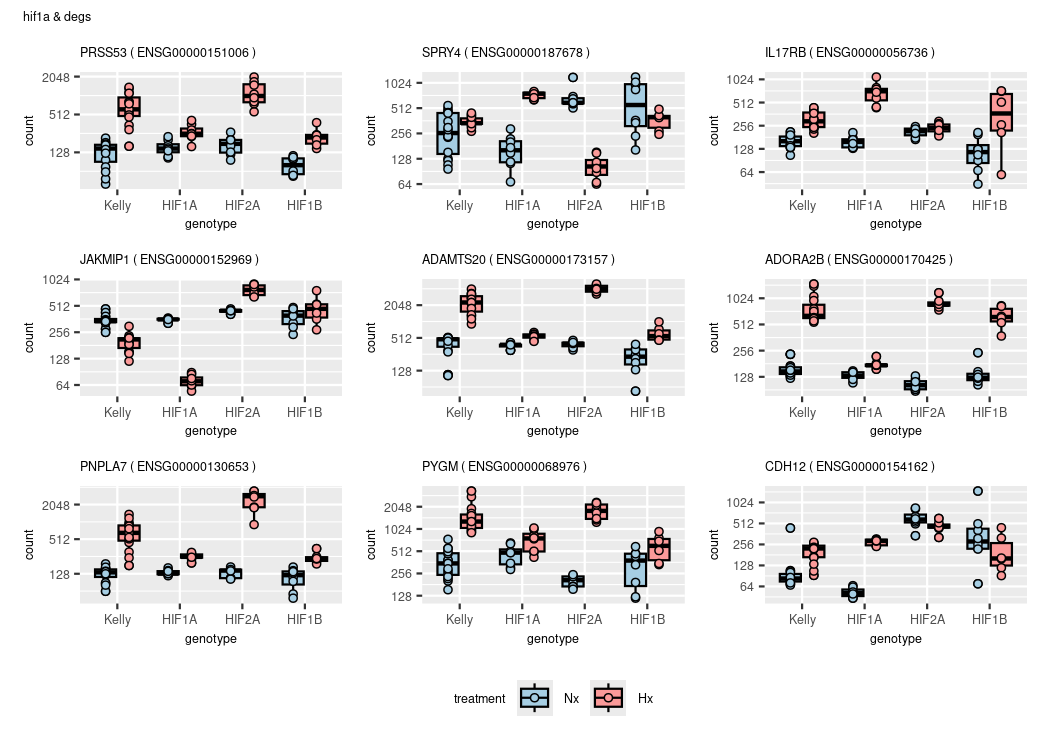 hif1a & degs
PRSS53 ( ENSG00000151006 )
SPRY4 ( ENSG00000187678 )
IL17RB ( ENSG00000056736 )
2048
512
128
count
Kelly HIF1A HIF2A HIF1B
genotype
1024
512
256
128
64
count
Kelly HIF1A HIF2A HIF1B
genotype
1024
512
256
128
64
count
Kelly HIF1A HIF2A HIF1B
genotype
JAKMIP1 ( ENSG00000152969 )
ADAMTS20 ( ENSG00000173157 )
ADORA2B ( ENSG00000170425 )
1024
512
256
128
64
count
Kelly HIF1A HIF2A HIF1B
genotype
2048
512
128
count
Kelly HIF1A HIF2A HIF1B
genotype
1024
512
256
128
count
Kelly HIF1A HIF2A HIF1B
genotype
PNPLA7 ( ENSG00000130653 )
PYGM ( ENSG00000068976 )
CDH12 ( ENSG00000154162 )
2048
512
128
count
Kelly HIF1A HIF2A HIF1B
genotype
2048
1024
512
256
128
count
Kelly HIF1A HIF2A HIF1B
genotype
1024
512
256
128
64
count
Kelly HIF1A HIF2A HIF1B
genotype
treatment Nx Hx